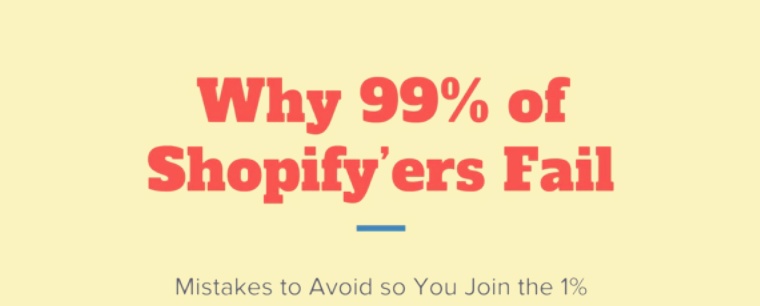 Why 99% of
Shopify’ers Fail
Mistakes to Avoid so You Join the 1%